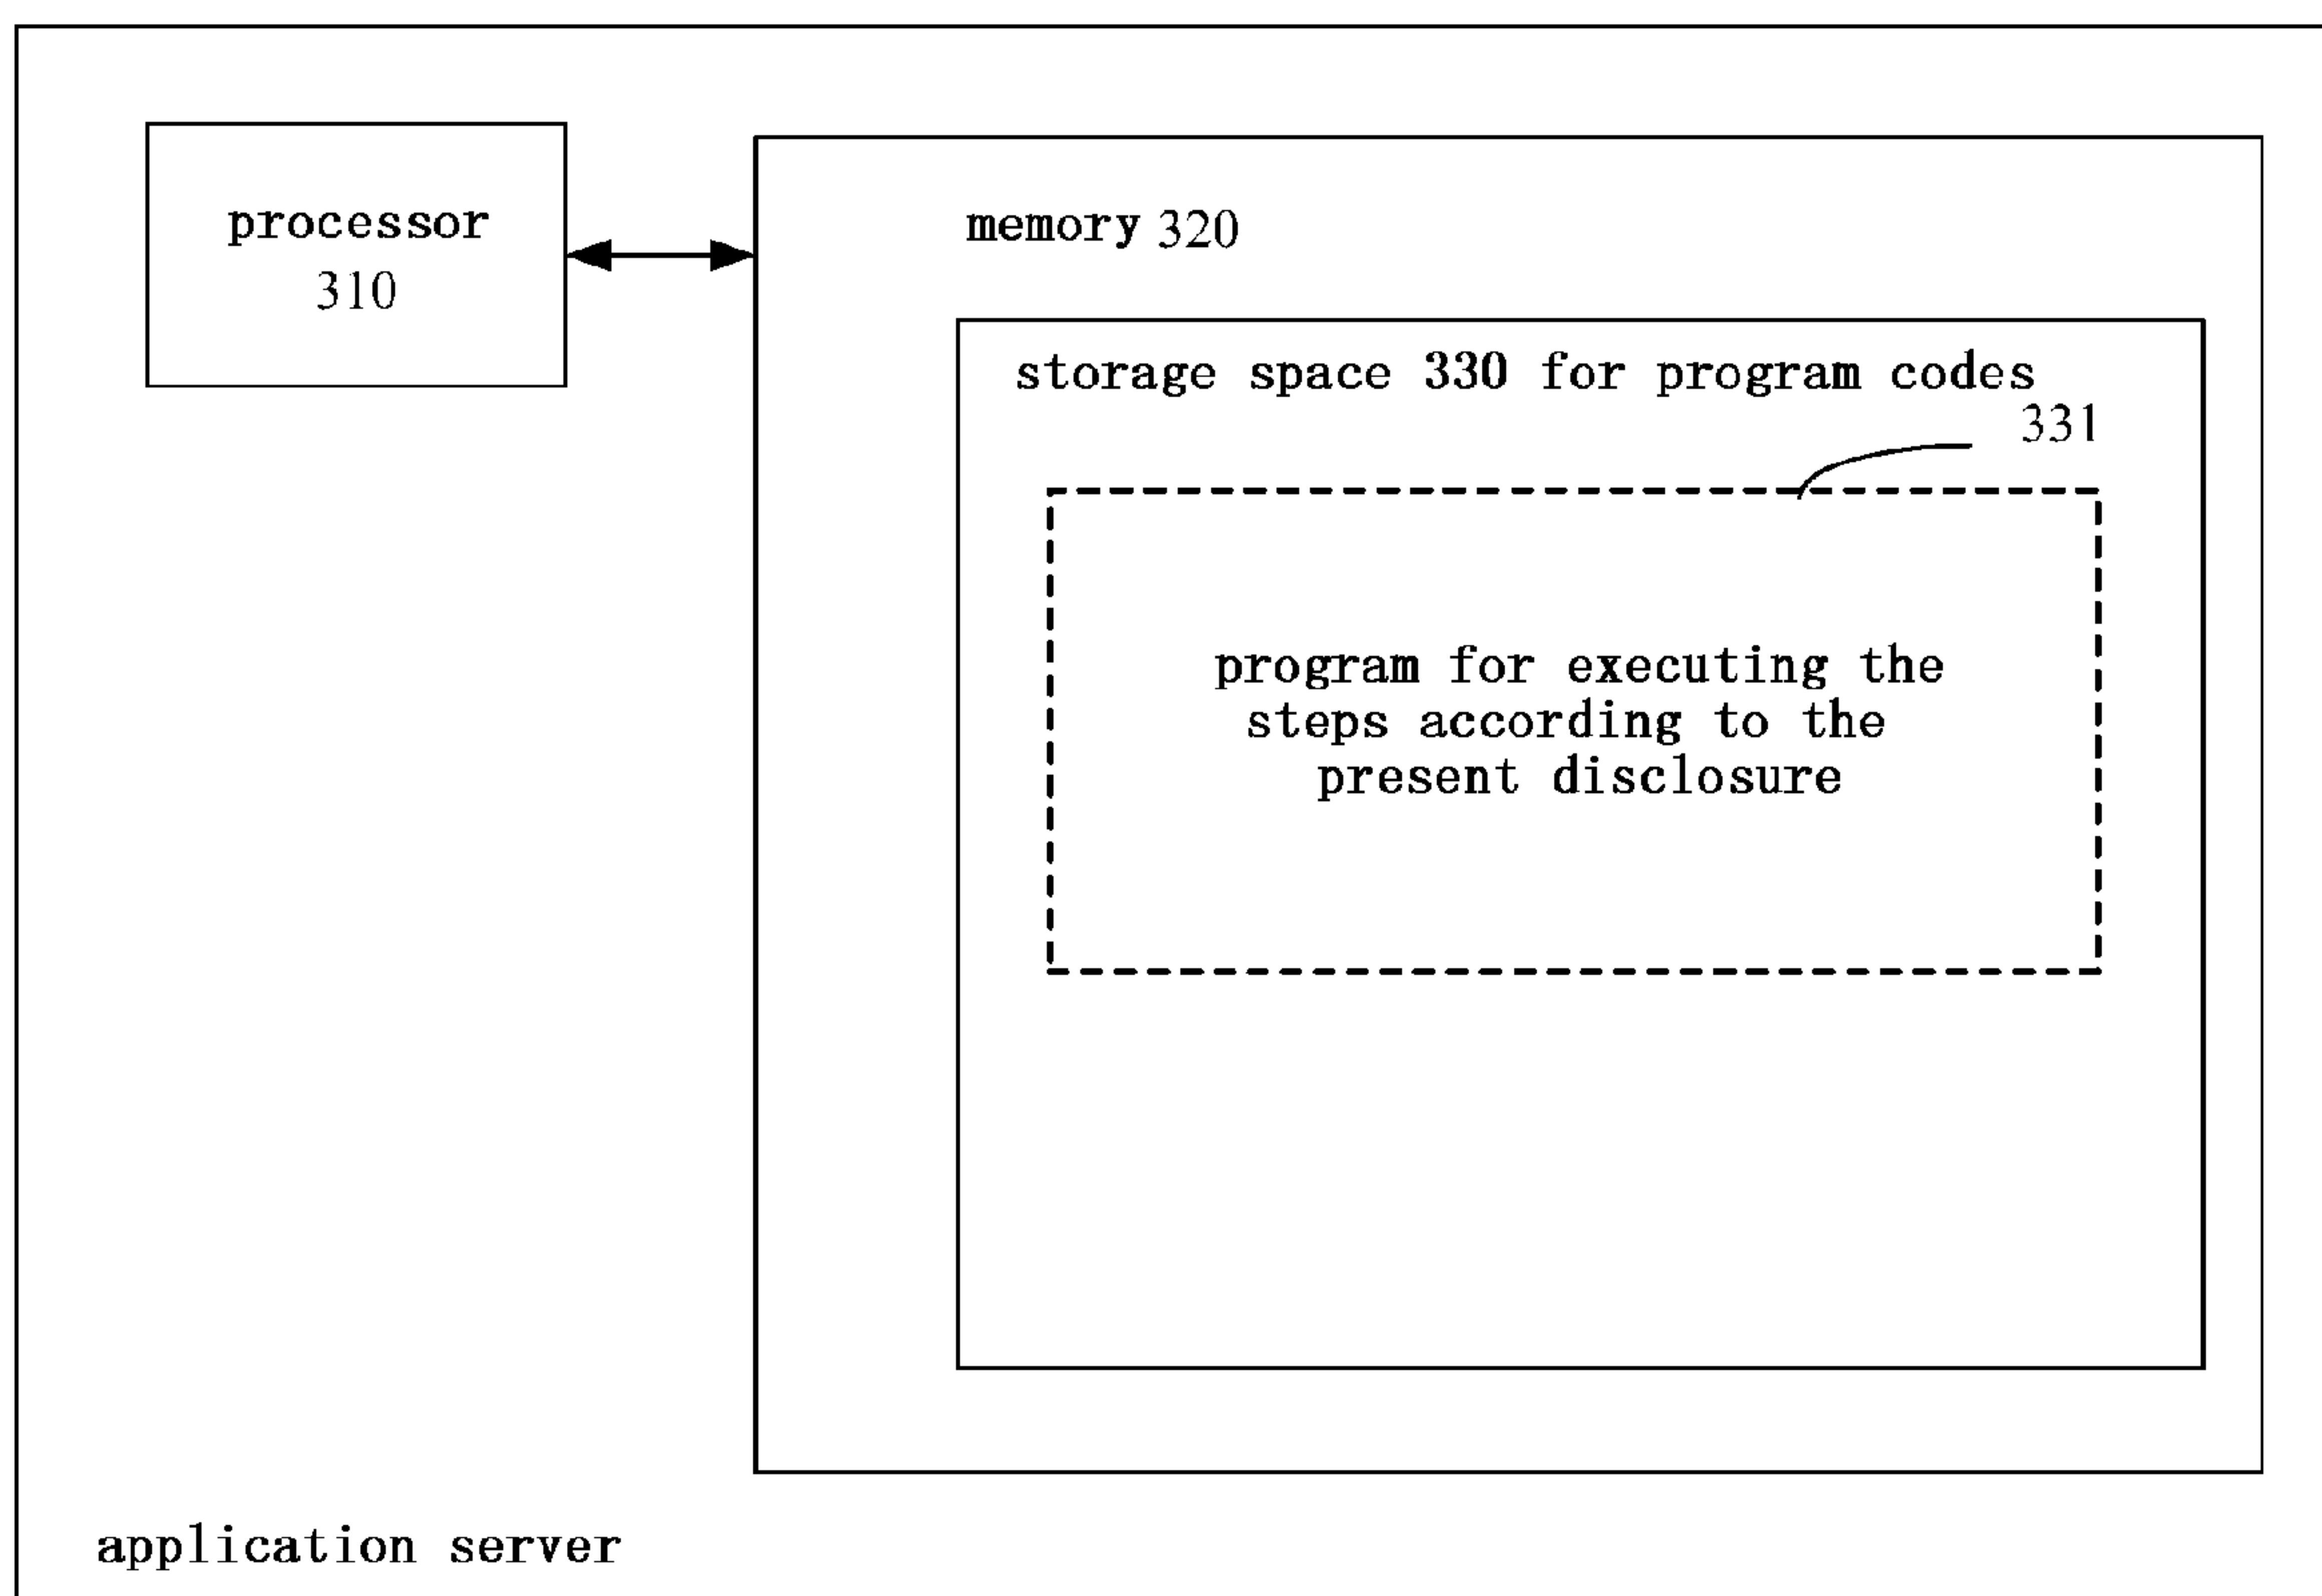 processor
310
memory 320
storage space 330 for program codes
331
program for executing the
steps according to the
present disclosure
application server